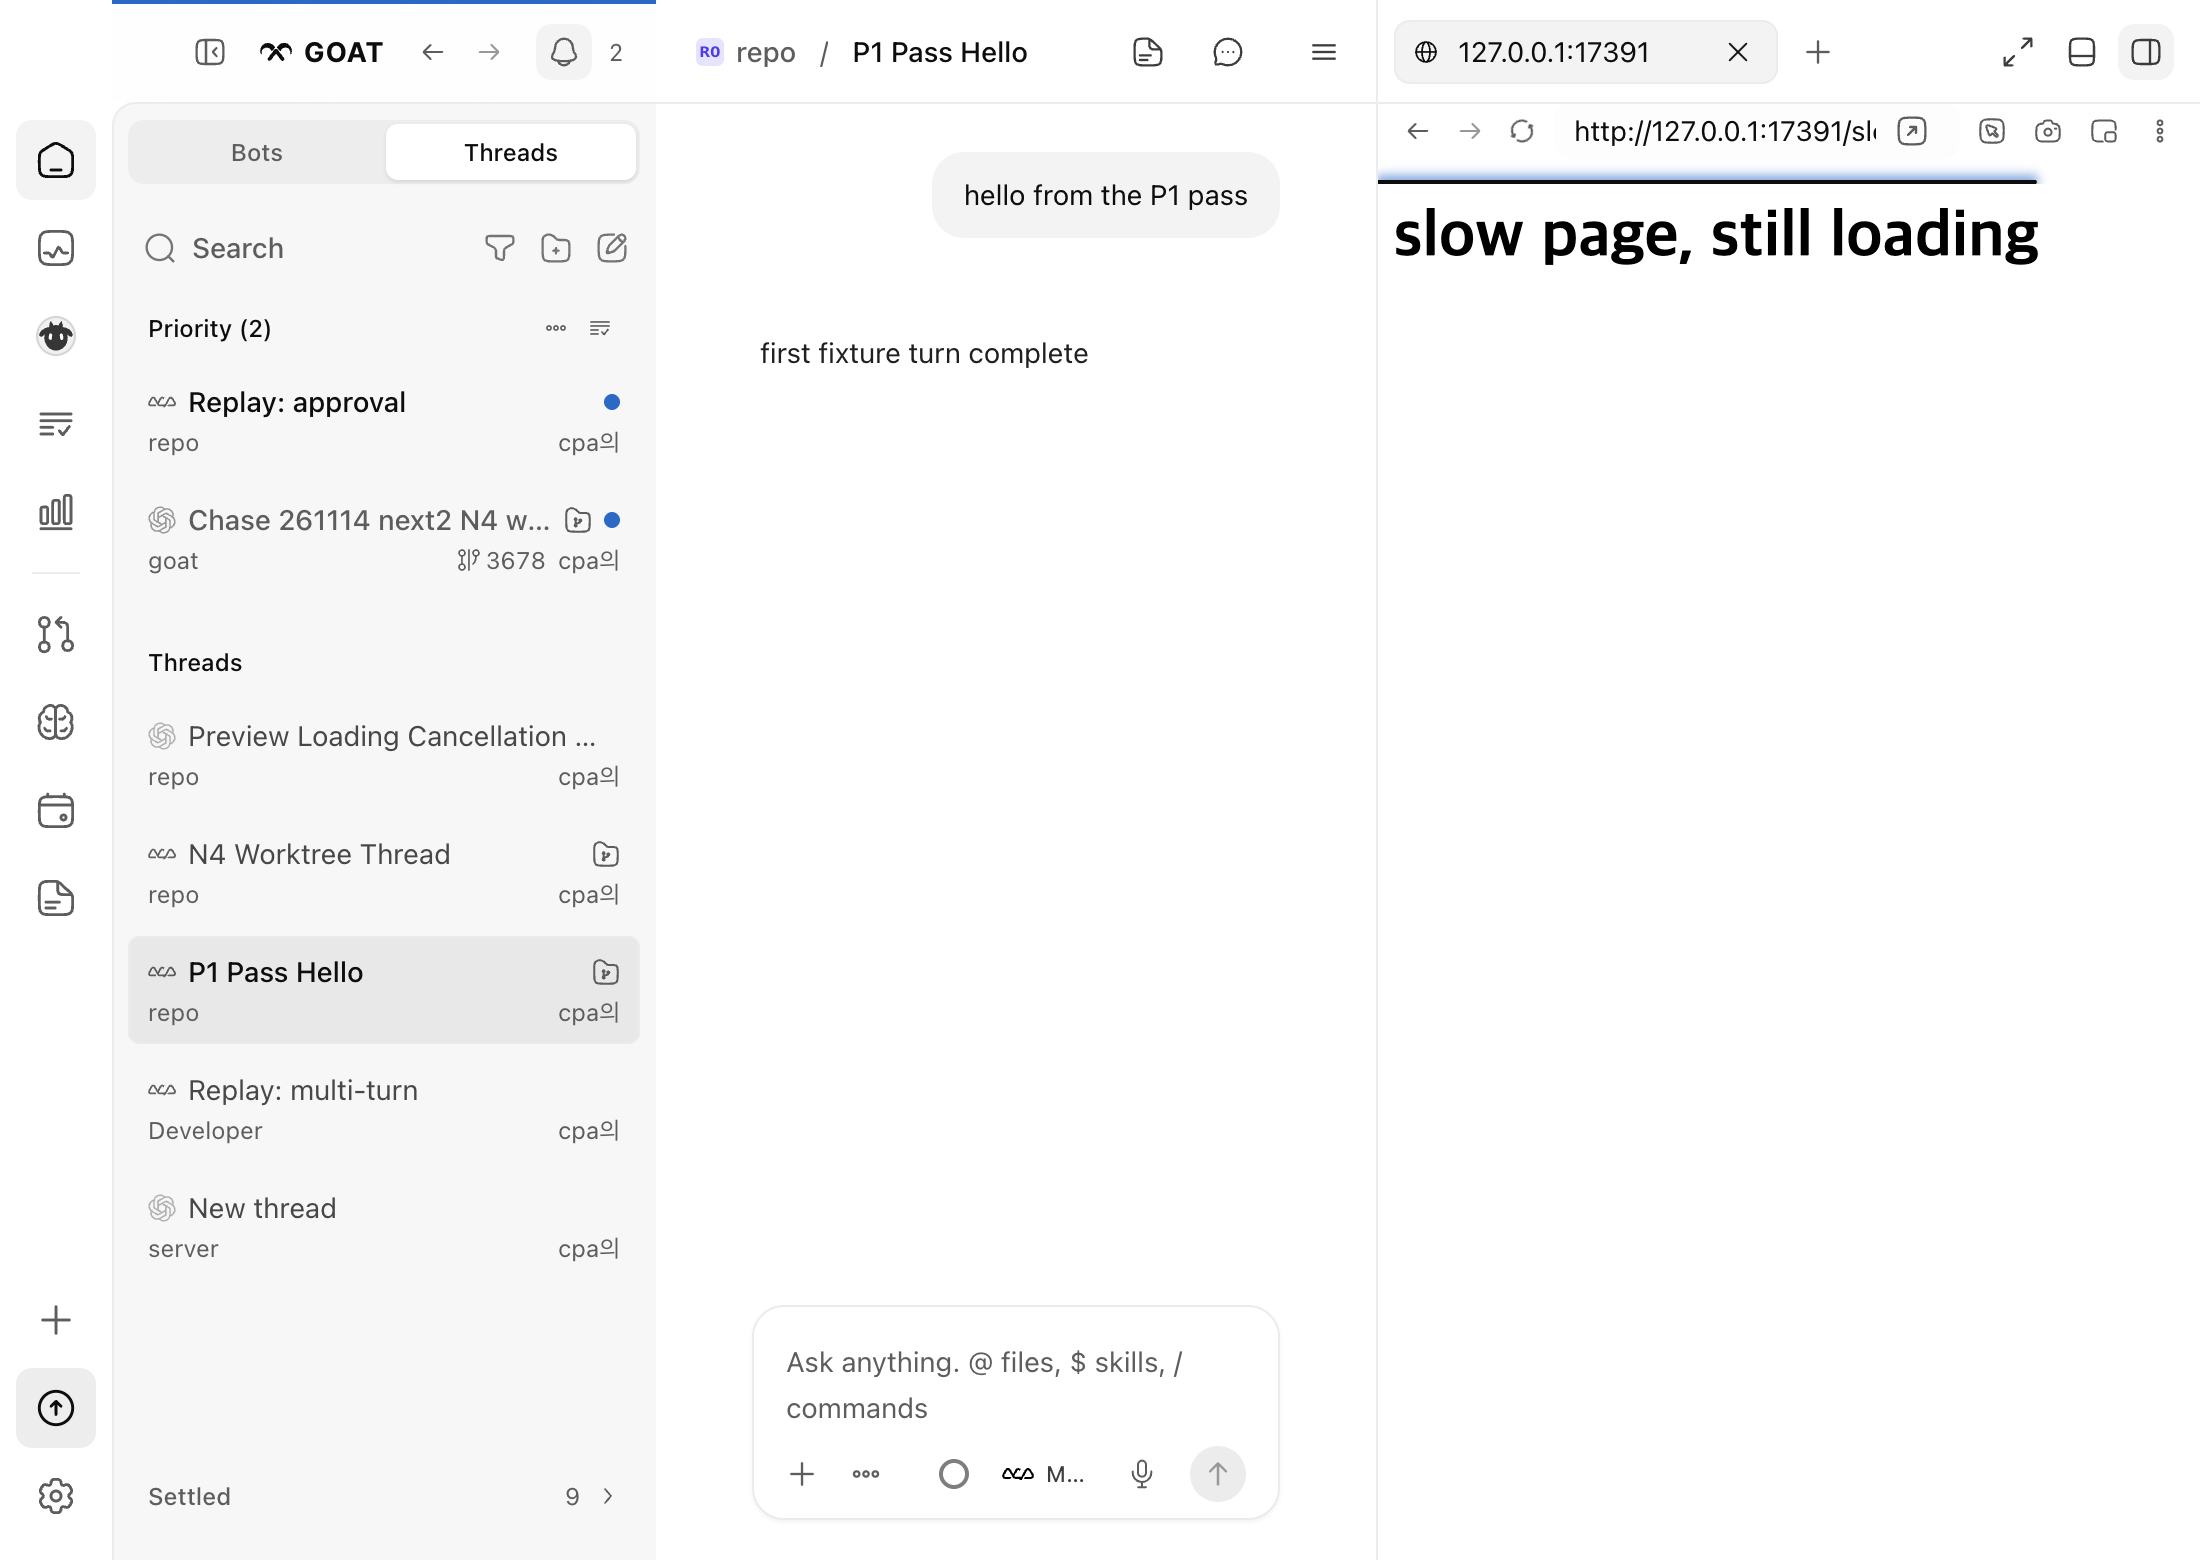 GOAT
2
RO repo / P1 Pass Hello
127.0.0.1:17391
Bots
Threads
http://127.0.0.1:17391/sl
Search
Priority (2)
Replay: approval
repo
cpa의
Chase 261114 next2 N4 w...
goat
3678
cpa의
Threads
Preview Loading Cancellation ...
repo
cpa의
N4 Worktree Thread
repo
cpa의
P1 Pass Hello
repo
cpa의
Replay: multi-turn
Developer
cpa의
New thread
server
cpa의
Settled
9
hello from the P1 pass
first fixture turn complete
Ask anything. @ files, $ skills, /
commands
M...
slow page, still loading